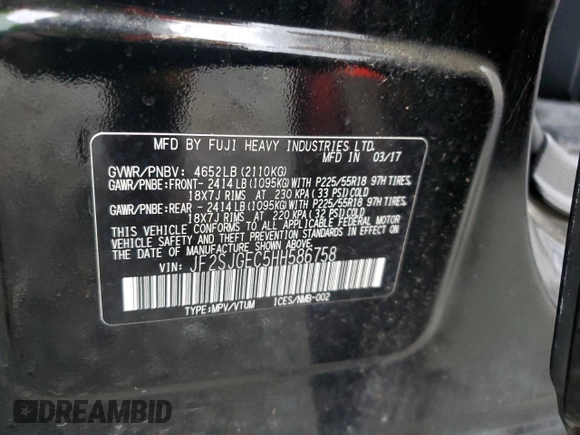 MFD BY FUJI HEAVY INDUSTRIES LTD.
MFD IN 03/17
GVWR/PNBV: 4652LB(2110KG)
GAWR/PNBE:FRONT- 2414LB(1095KG)WITH P225/55R18 97H TIRES,
18X7J RIMS, AT 230 KPA(33 PSI)COLD
GAWR/PNBE:REAR - 2414LB(1095KG)WITH P225/55R18 97H TIRES,
18X7J RIMS, AT 220 KPA(32 PSI)COLD
THIS VEHICLE CONFORMS TO ALL APPLICABLE FEDERAL MOTOR
VEHICLE SAFETY AND THEFT PREVENTION STANDARDS IN EFFECT ON
THE DATE OF MANUFACTURE SHOWN ABOVE.
VIN: JF2SJGEC5HH586758
TYPE:MPV/VTUM ICES/NMB-002
DREAMBID